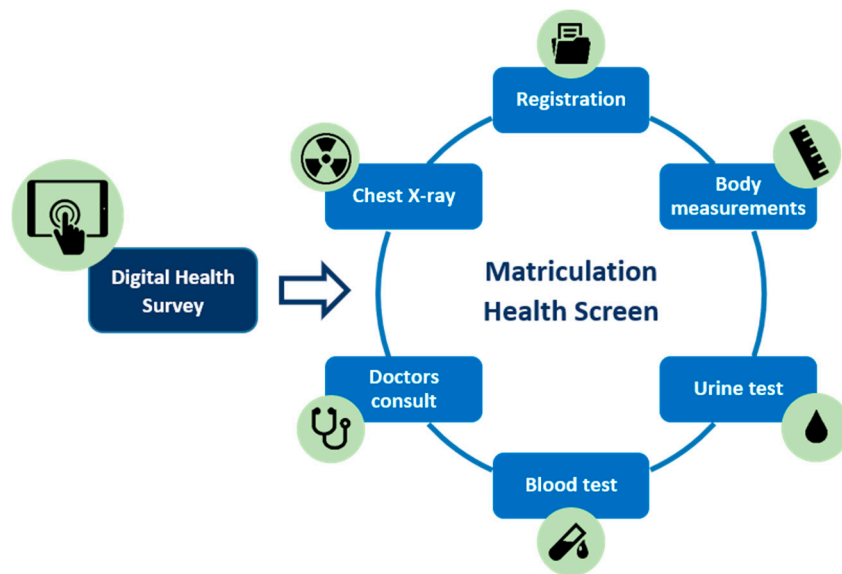 Registration
Chest X-ray
Body
measurements
Digital Health
Survey
Matriculation
Health Screen
Doctors
consult
Urine test
Blood test